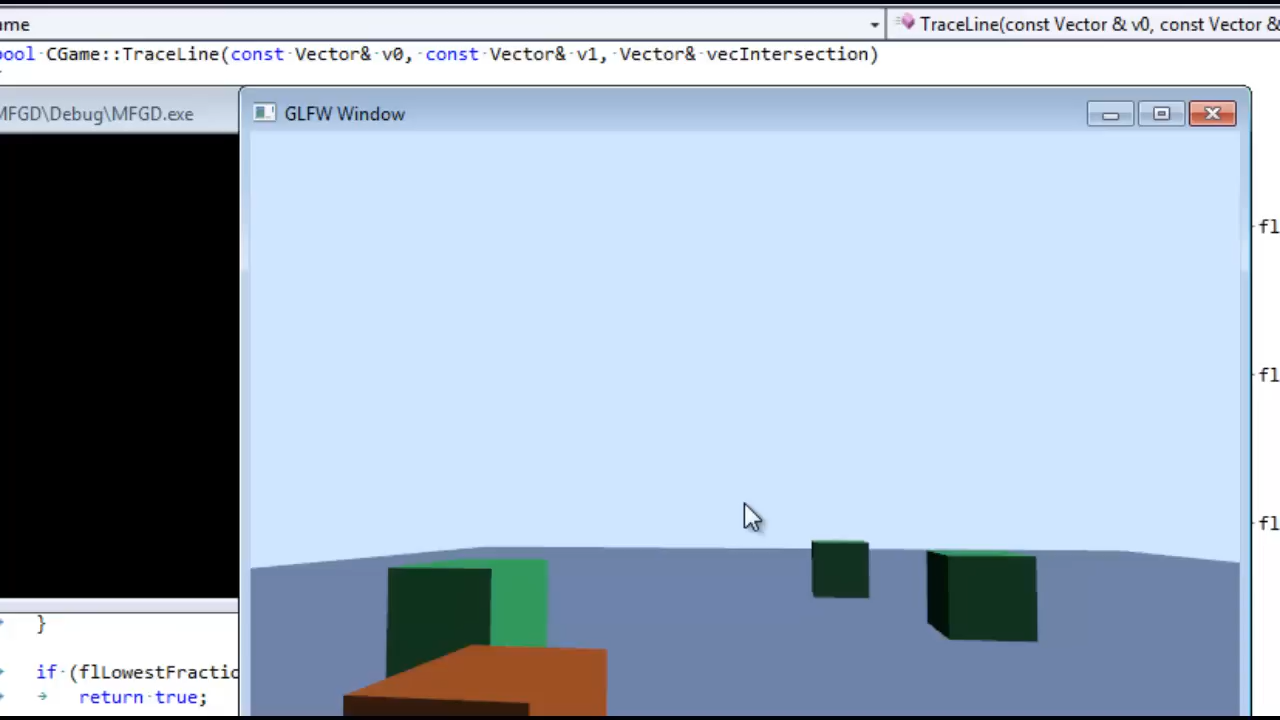 ame
TraceLine(const Vector & v0, const Vector &
bool CGame::TraceLine(const Vector& v0, const Vector& v1, Vector& vecIntersection)
MFGD\Debug\MFGD.exe
GLFW Window
fl
fl
fl
}
if (flLowestFractio
return true;